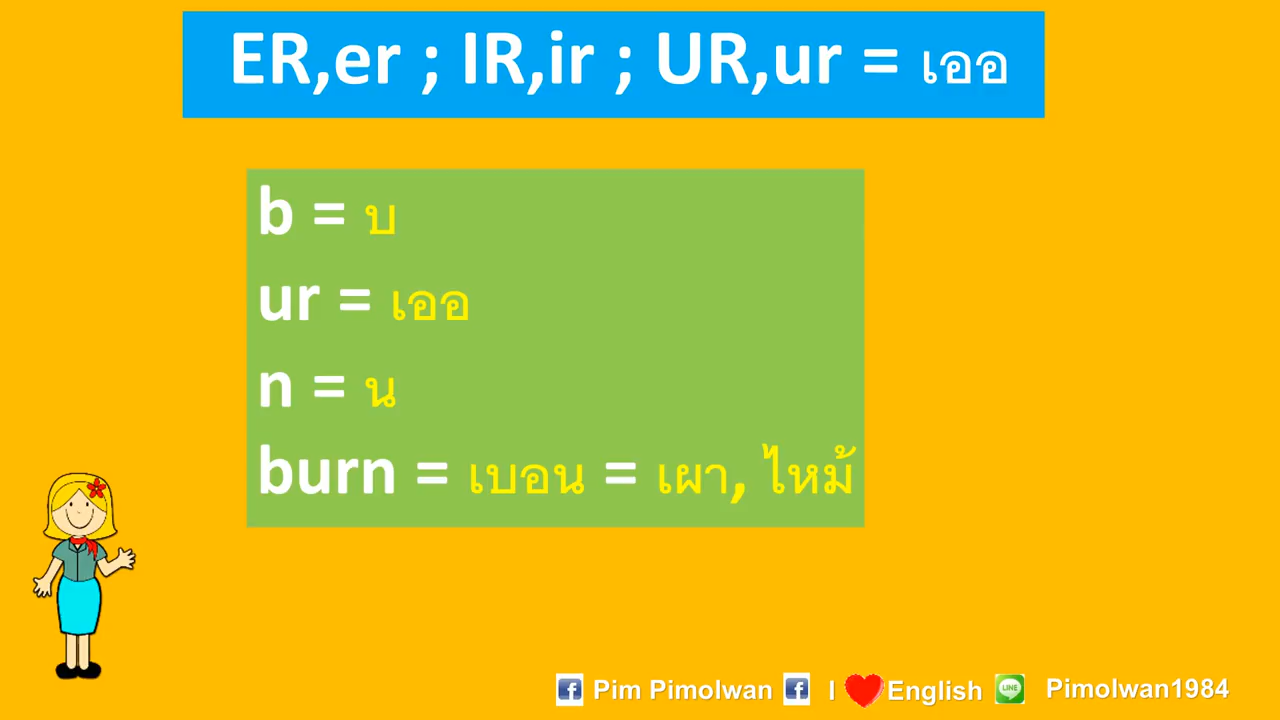 ER,er ; IR,ir ; UR,ur = เออ
b = บ
ur = เออ
n = น
burn = เบอน = เผา, ไหม้
f Pim Pimolwan f I English LINE Pimolwan1984